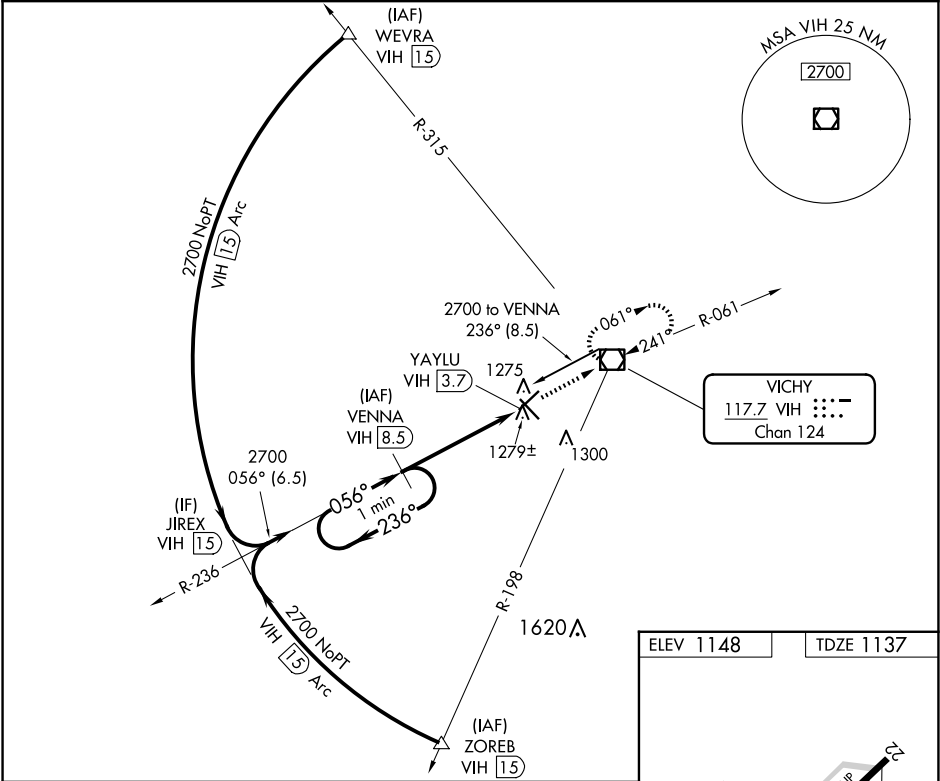 (IAF)
WEVRA
VIH 15
MSA VIH 25 NM
2700
R-315
2700 NoPT
VIH 15 Arc
2700 to VENNA
236° (8.5)
061°
R-061
241°
YAYLU
VIH 3.7
1275
(IAF)
VENNA
VIH 8.5
VICHY
117.7 VIH
Chan 124
1279±
1300
2700
056° (6.5)
056°
1 min
236°
(IF)
JIREX
VIH 15
R-236
R-198
2700 NoPT
VIH 15 Arc
1620
ELEV 1148
TDZE 1137
(IAF)
ZOREB
VIH 15
22